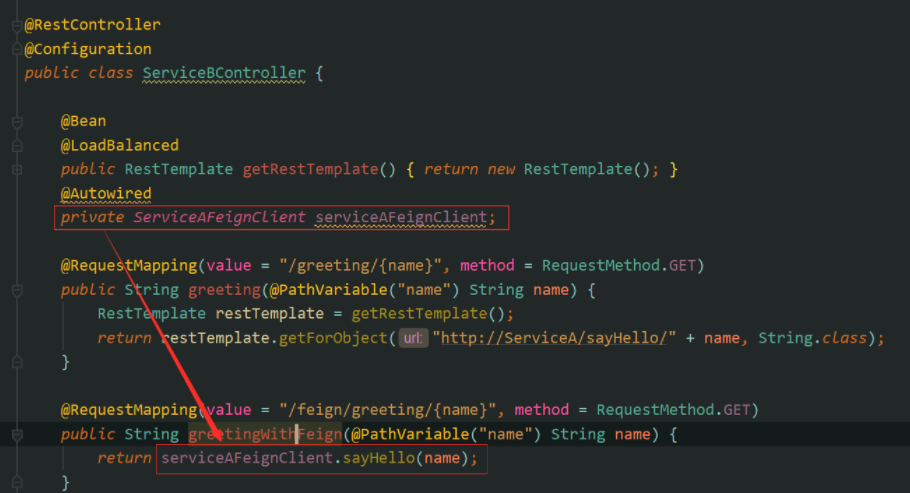 @RestController
@Configuration
public class ServiceBController {
@Bean
@LoadBalanced
public RestTemplate getRestTemplate() { return new RestTemplate(); }
@Autowired
private ServiceAFeignClient serviceAFeignClient;
@RequestMapping(value = "/greeting/{name}", method = RequestMethod.GET)
public String greeting(@PathVariable("name") String name) {
RestTemplate restTemplate = getRestTemplate();
return restTemplate.getForObject( url: "http://ServiceA/sayHello/" + name, String.class);
}
@RequestMapping(value = "/feign/greeting/{name}", method = RequestMethod.GET)
public String greetingWithFeign(@PathVariable("name") String name) {
return serviceAFeignClient.sayHello(name);
}